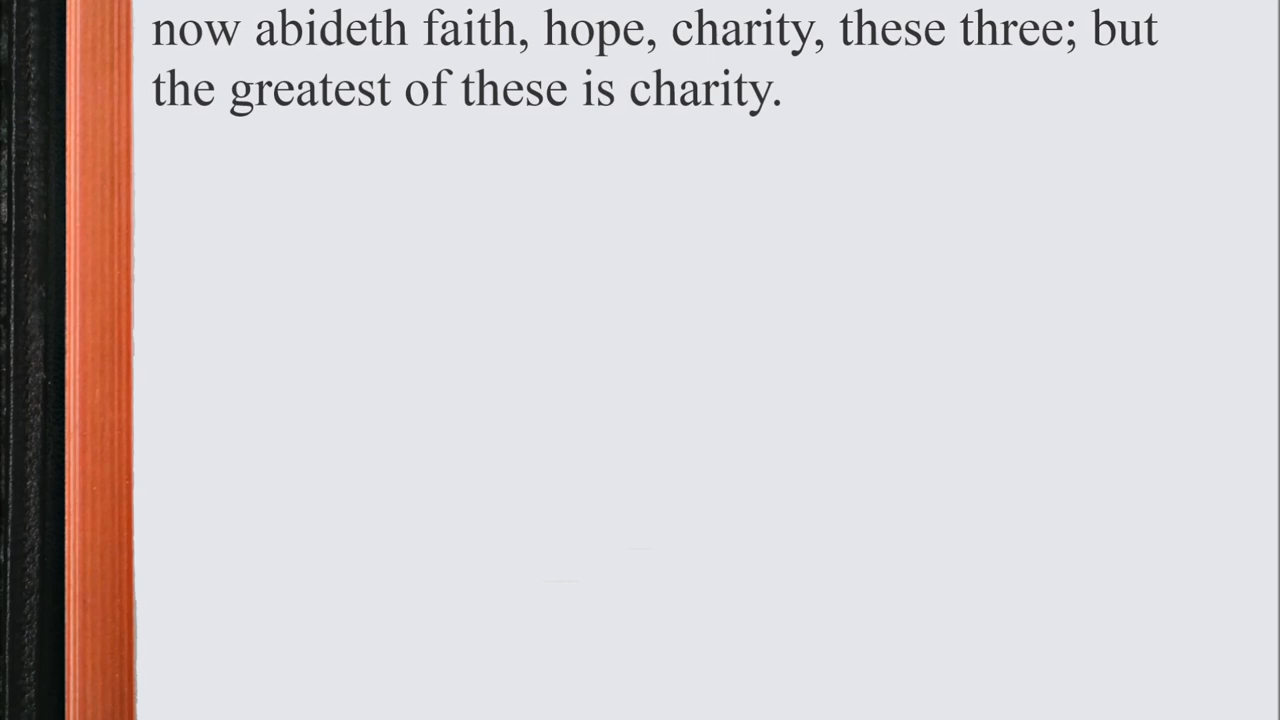 now abideth faith, hope, charity, these three; but
the greatest of these is charity.